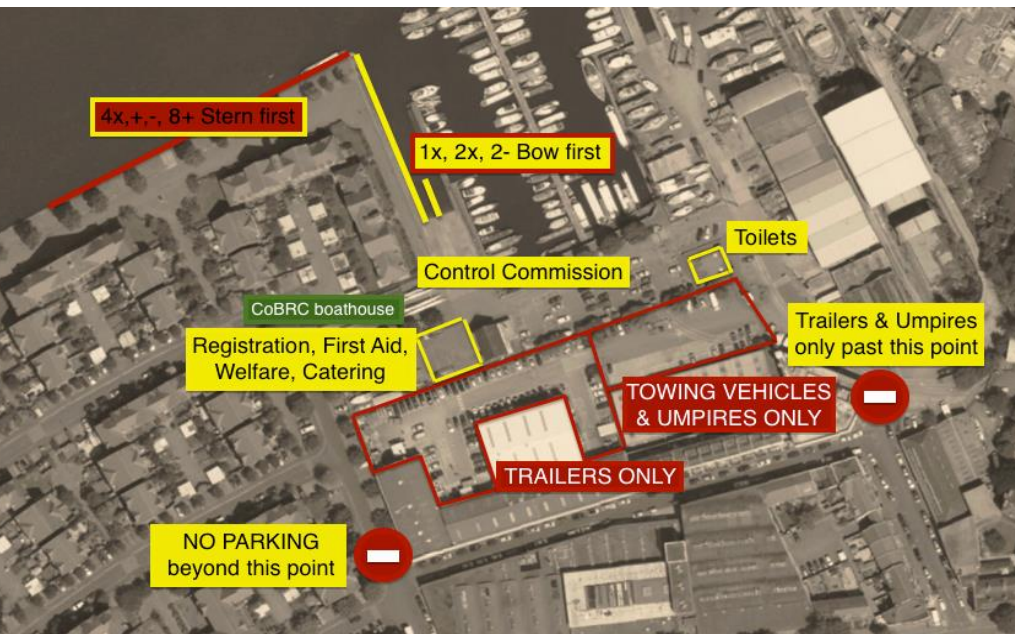 4x,+,-, 8+ Stern first
1x, 2x, 2- Bow first
Toilets
Control Commission
CoBRC boathouse
Registration, First Aid,
Welfare, Catering
Trailers & Umpires
only past this point
TOWING VEHICLES
& UMPIRES ONLY
TRAILERS ONLY
NO PARKING
beyond this point